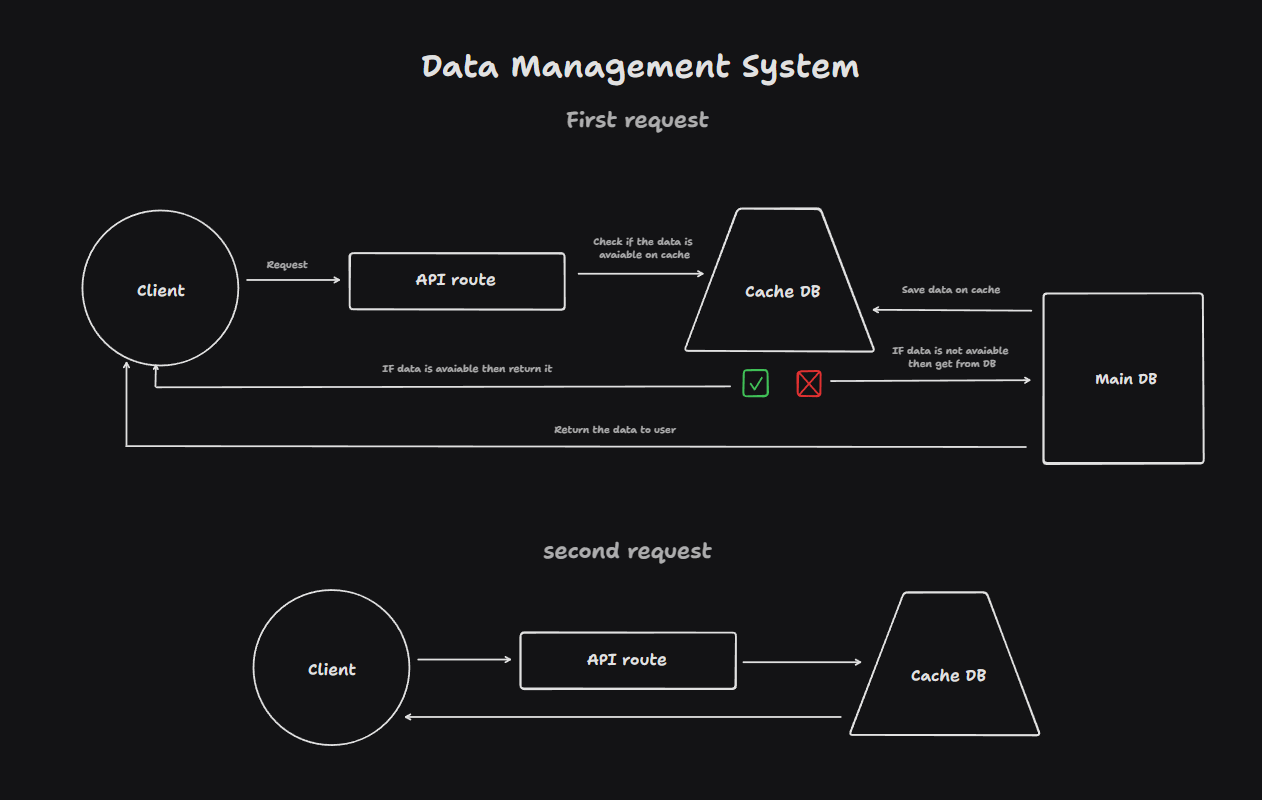 Data Management System
First request
Request
Check if the data is
avaiable on cache
Client
API route
Cache DB
Save data on cache
IF data is avaiable then return it
IF data is not avaiable
then get from DB
Main DB
Return the data to user
second request
Client
API route
Cache DB